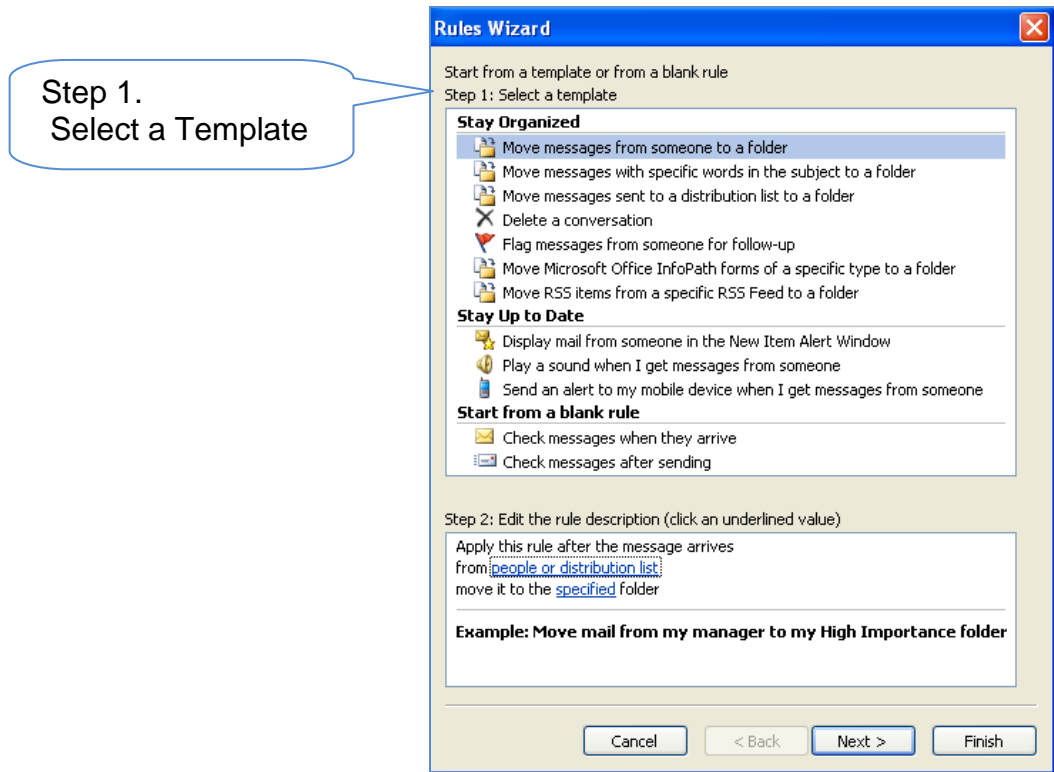 Rules Wizard
Step 1.
Select a Template
Start from a template or from a blank rule
Step 1: Select a template
Stay Organized
Move messages from someone to a folder
Move messages with specific words in the subject to a folder
Move messages sent to a distribution list to a folder
Delete a conversation
Flag messages from someone for follow-up
Move Microsoft Office InfoPath forms of a specific type to a folder
Move RSS items from a specific RSS Feed to a folder
Stay Up to Date
Display mail from someone in the New Item Alert Window
Play a sound when I get messages from someone
Send an alert to my mobile device when I get messages from someone
Start from a blank rule
Check messages when they arrive
Check messages after sending
Step 2: Edit the rule description (click an underlined value)
Apply this rule after the message arrives
from people or distribution list
move it to the specified folder
Example: Move mail from my manager to my High Importance folder
Cancel < Back Next > Finish